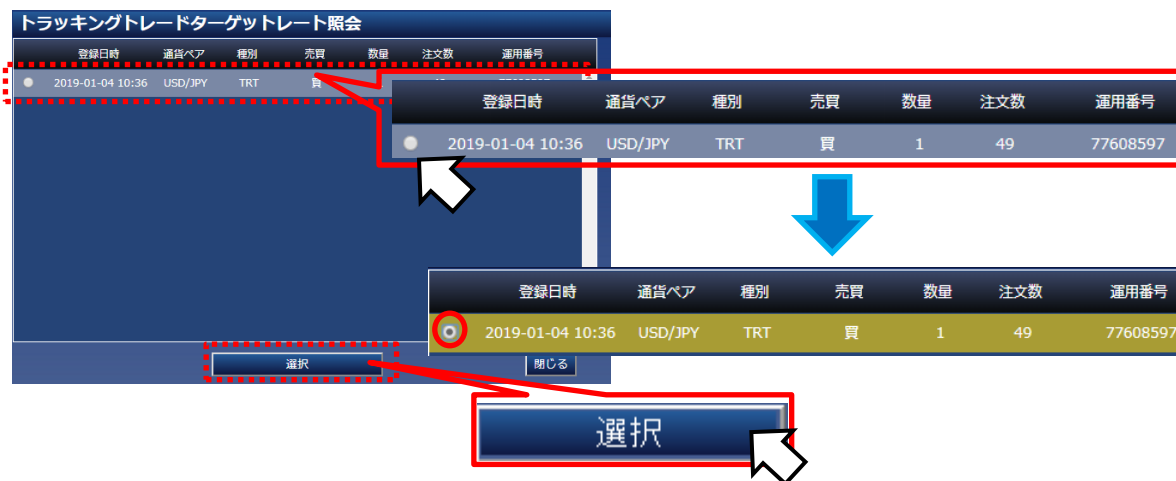 トラッキングトレードターゲットレート照会
登録日時 通貨ペア 種別 売買 数量 注文数 運用番号
2019-01-04 10:36 USD/JPY TRT 買
登録日時 通貨ペア 種別 売買 数量 注文数 運用番号
2019-01-04 10:36 USD/JPY TRT 買 1 49 77608597
登録日時 通貨ペア 種別 売買 数量 注文数 運用番号
2019-01-04 10:36 USD/JPY TRT 買 1 49 77608597
選択 閉じる
選択